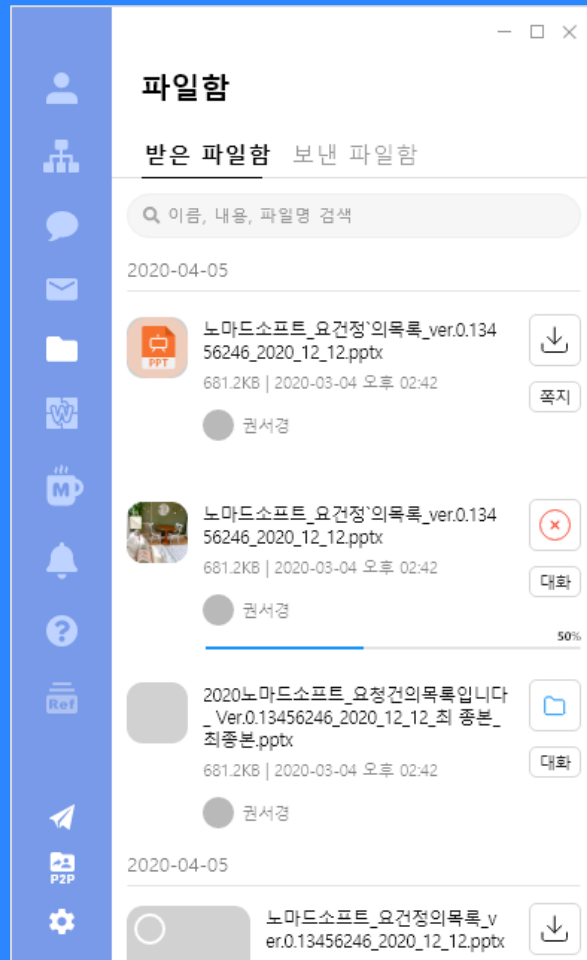 파일함
받은 파일함 보낸 파일함
이름, 내용, 파일명 검색
2020-04-05
노마드소프트_요건정`의목록_ver.0.134
56246_2020_12_12.pptx
681.2KB | 2020-03-04 오후 02:42
권서경
PPT
쪽지
노마드소프트_요건정`의목록_ver.0.134
56246_2020_12_12.pptx
681.2KB | 2020-03-04 오후 02:42
권서경
대화
50%
2020노마드소프트_요청건의목록입니다
_ Ver.0.13456246_2020_12_12_최 종본_
최종본.pptx
681.2KB | 2020-03-04 오후 02:42
권서경
대화
2020-04-05
노마드소프트_요건정의목록_v
er.0.13456246_2020_12_12.pptx
W
M
?
Ref
P2P